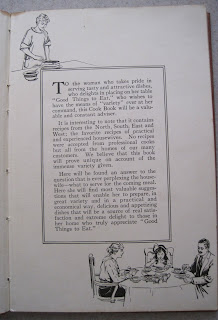 TO the woman who takes pride in
serving tasty and attractive dishes,
who delights in placing on her table
"Good Things to Eat," who wishes to
have the means of "variety" ever at her
command, this Cook Book will be a valu-
able and constant adviser.
It is interesting to note that it contains
recipes from the North, South, East and
West; the favorite recipes of practical
and experienced housewives. No recipes
were accepted from professional cooks
but all from the homes of our many
customers. We believe that this book
will prove unique on account of the
immense variety given.
Here will be found an answer to the
question that is ever perplexing the house-
wife—what to serve for the coming meal.
Here she will find most valuable sugges-
tions that will enable her to prepare, in
great variety and in a practical and
economical way, delicious and appetizing
dishes that will be a source of real satis-
faction and extreme delight to those in
her home who truly appreciate "Good
Things to Eat."